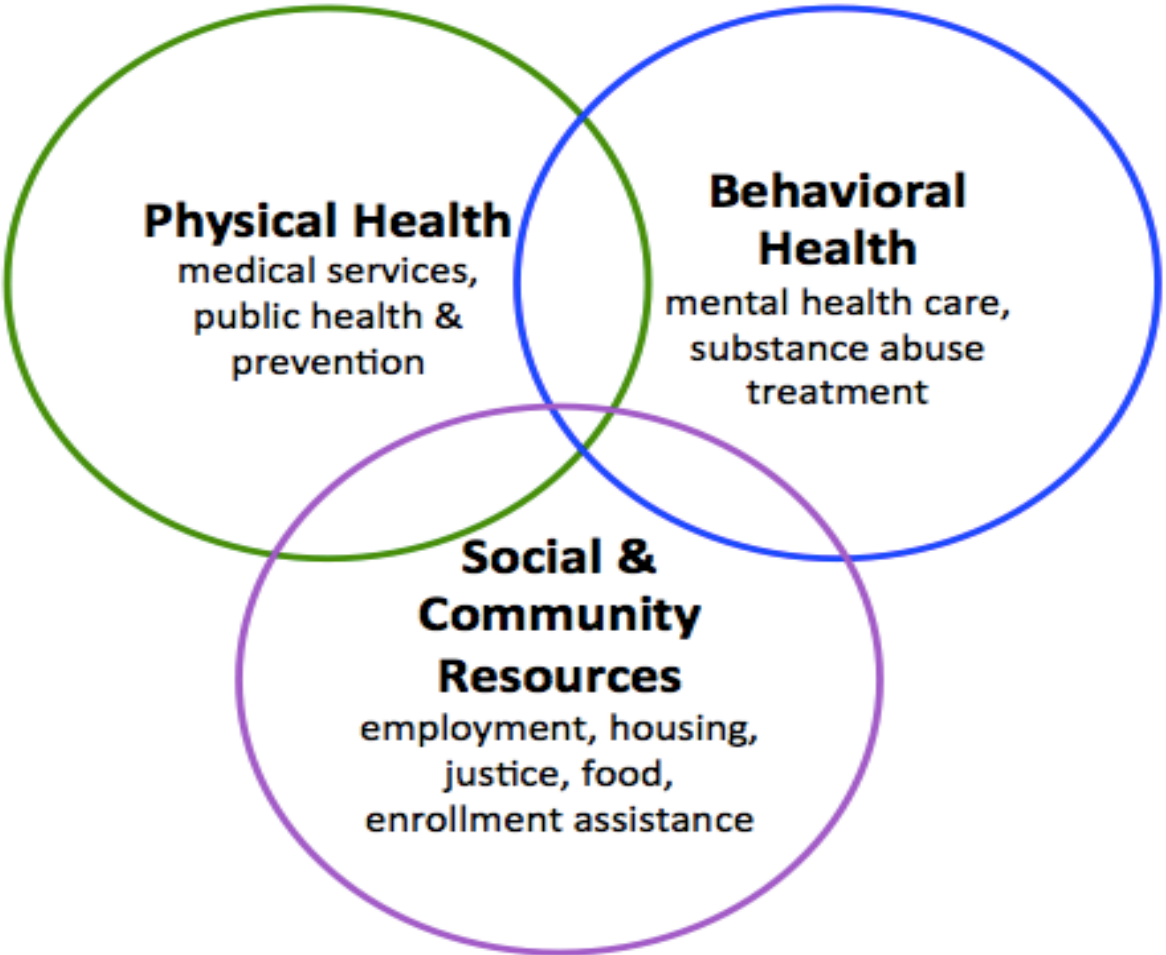 Physical Health
medical services,
public health &
prevention
Behavioral
Health
mental health care,
substance abuse
treatment
Social &
Community
Resources
employment, housing,
justice, food,
enrollment assistance